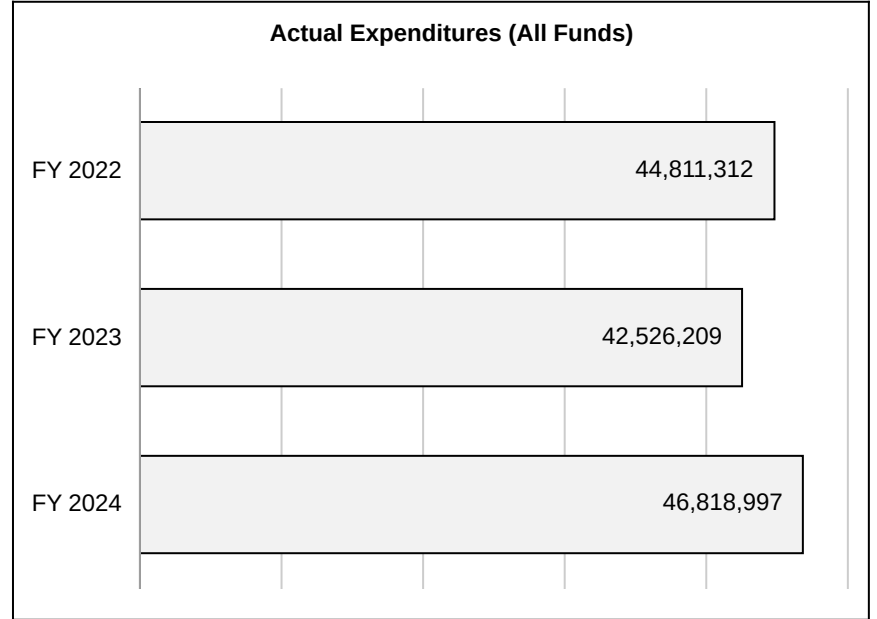 Actual Expenditures (All Funds)
FY 2022
44,811,312
FY 2023
42,526,209
FY 2024
46,818,997